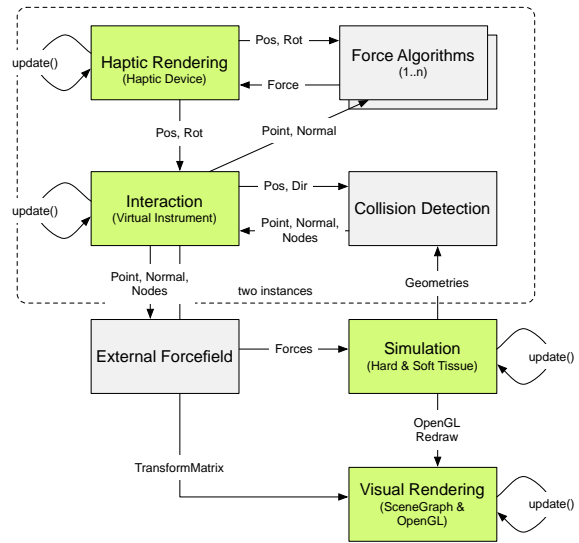 Pos, Rot
Haptic Rendering
(Haptic Device)
update()
Force Algorithms
(1..n)
Force
Pos, Rot
Point, Normal
Interaction
(Virtual Instrument)
update()
Pos, Dir
Collision Detection
Point, Normal,
Nodes
Point, Normal,
Nodes
Geometries
two instances
External Forcefield
Forces
Simulation
(Hard & Soft Tissue)
update()
OpenGL
Redraw
TransformMatrix
Visual Rendering
(SceneGraph &
OpenGL)
update()